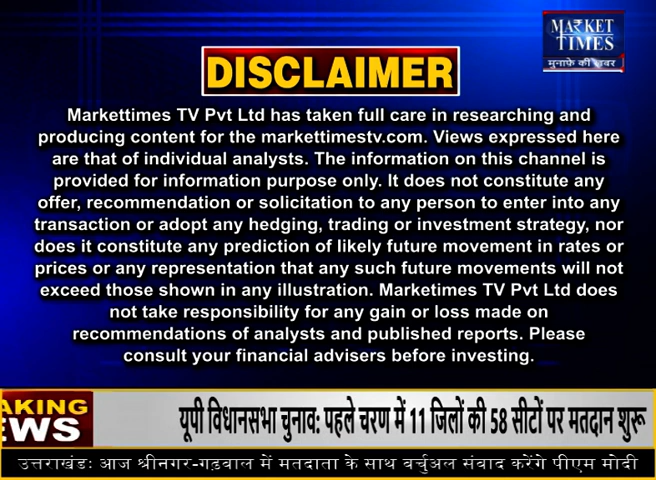 MARKET
TIMES
मुनाफे की खबर
DISCLAIMER
Markettimes TV Pvt Ltd has taken full care in researching and
producing content for the markettimestv.com. Views expressed here
are that of individual analysts. The information on this channel is
provided for information purpose only. It does not constitute any
offer, recommendation or solicitation to any person to enter into any
transaction or adopt any hedging, trading or investment strategy, nor
does it constitute any prediction of likely future movement in rates or
prices or any representation that any such future movements will not
exceed those shown in any illustration. Marketimes TV Pvt Ltd does
not take responsibility for any gain or loss made on
recommendations of analysts and published reports. Please
consult your financial advisers before investing.
AKING
EWS
यूपी विधानसभा चुनाव: पहले चरण में 11 जिलों की 58 सीटों पर मतदान शुरू
उत्तराखंडः आज श्रीनगर-गढ़वाल में मतदाता के साथ वर्चुअल संवाद करेंगे पीएम मोदी